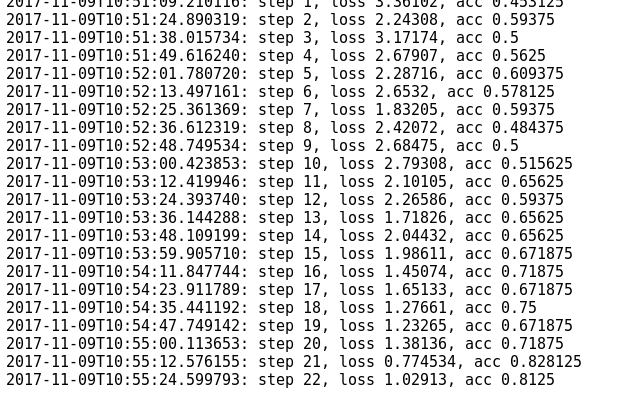 2017-11-09T10:51:09.210116: step 1, loss 3.36102, acc 0.453125
2017-11-09T10:51:24.890319: step 2, loss 2.24308, acc 0.59375
2017-11-09T10:51:38.015734: step 3, loss 3.17174, acc 0.5
2017-11-09T10:51:49.616240: step 4, loss 2.67907, acc 0.5625
2017-11-09T10:52:01.780720: step 5, loss 2.28716, acc 0.609375
2017-11-09T10:52:13.497161: step 6, loss 2.6532, acc 0.578125
2017-11-09T10:52:25.361369: step 7, loss 1.83205, acc 0.59375
2017-11-09T10:52:36.612319: step 8, loss 2.42072, acc 0.484375
2017-11-09T10:52:48.749534: step 9, loss 2.68475, acc 0.5
2017-11-09T10:53:00.423853: step 10, loss 2.79308, acc 0.515625
2017-11-09T10:53:12.419946: step 11, loss 2.10105, acc 0.65625
2017-11-09T10:53:24.393740: step 12, loss 2.26586, acc 0.59375
2017-11-09T10:53:36.144288: step 13, loss 1.71826, acc 0.65625
2017-11-09T10:53:48.109199: step 14, loss 2.04432, acc 0.65625
2017-11-09T10:53:59.905710: step 15, loss 1.98611, acc 0.671875
2017-11-09T10:54:11.847744: step 16, loss 1.45074, acc 0.71875
2017-11-09T10:54:23.911789: step 17, loss 1.65133, acc 0.671875
2017-11-09T10:54:35.441192: step 18, loss 1.27661, acc 0.75
2017-11-09T10:54:47.749142: step 19, loss 1.23265, acc 0.671875
2017-11-09T10:55:00.113653: step 20, loss 1.38136, acc 0.71875
2017-11-09T10:55:12.576155: step 21, loss 0.774534, acc 0.828125
2017-11-09T10:55:24.599793: step 22, loss 1.02913, acc 0.8125